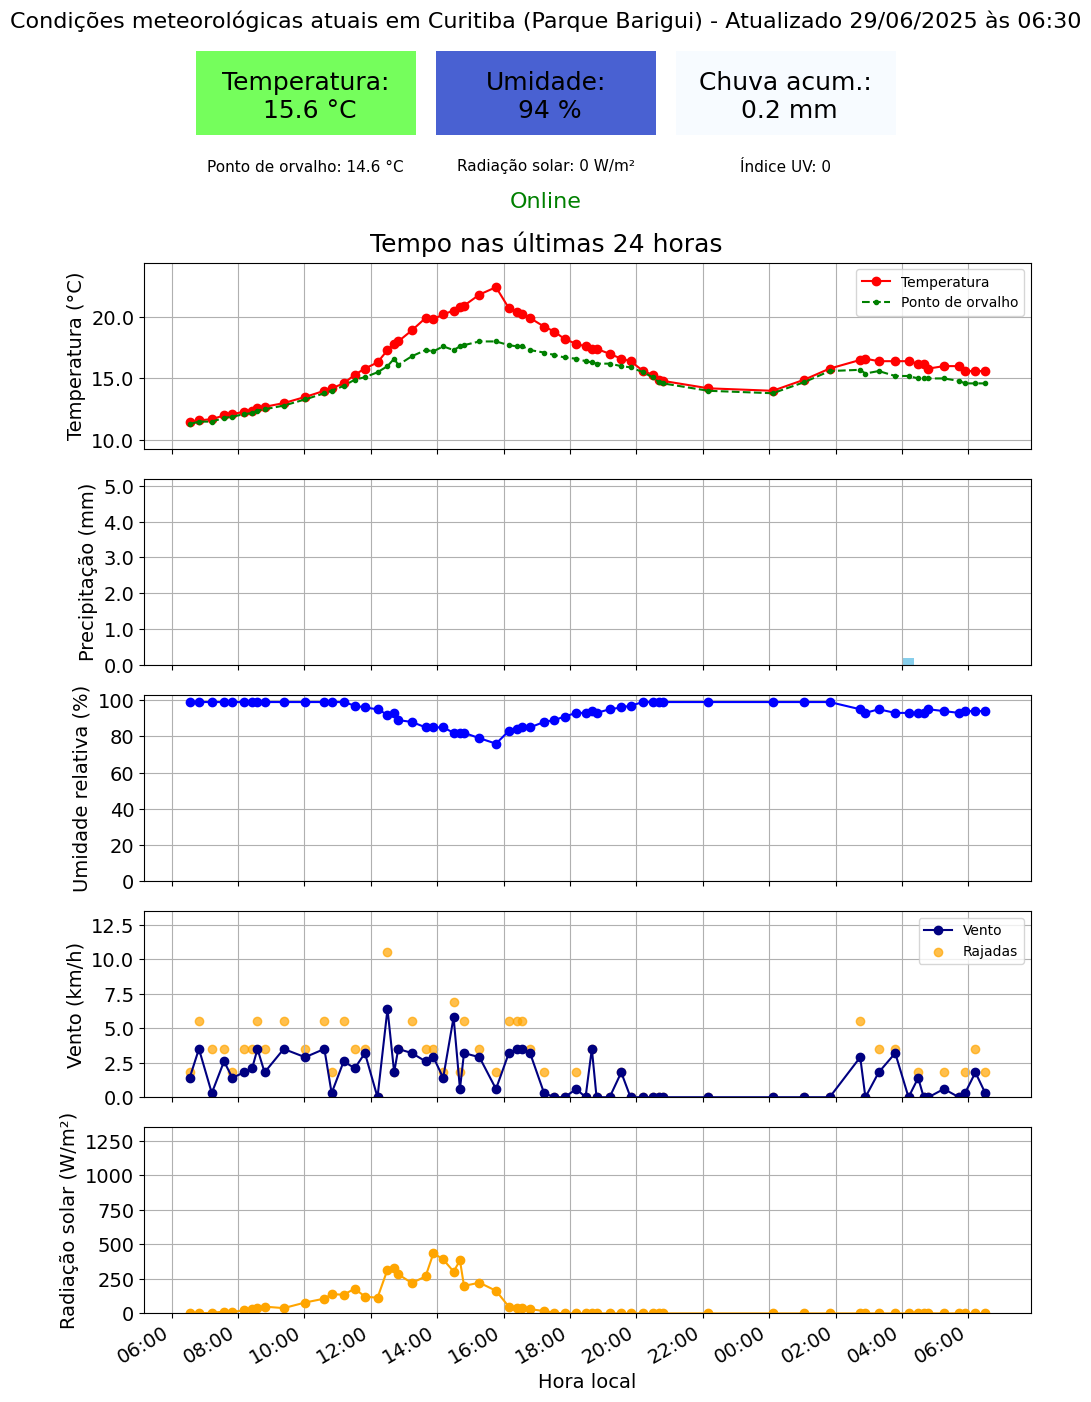 Condições meteorológicas atuais em Curitiba (Parque Barigui) - Atualizado 29/06/2025 às 06:30
Temperatura:
15.6 °C
Umidade:
94 %
Chuva acum.:
0.2 mm
Ponto de orvalho: 14.6 °C
Radiação solar: 0 W/m²
Índice UV: 0
Online
Tempo nas últimas 24 horas
Temperatura (°C)
20.0
15.0
10.0
Temperatura
Ponto de orvalho
Precipitação (mm)
5.0
4.0
3.0
2.0
1.0
0.0
Umidade relativa (%)
100
80
60
40
20
0
Vento (km/h)
12.5
10.0
7.5
5.0
2.5
0.0
Vento
Rajadas
Radiação solar (W/m²)
1250
1000
750
500
250
0
06:00
08:00
10:00
12:00
14:00
16:00
18:00
20:00
22:00
00:00
02:00
04:00
06:00
Hora local